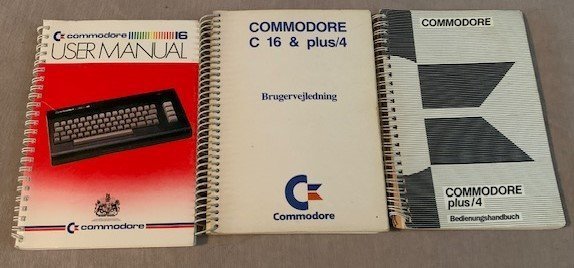 commodore 16
USER MANUAL
commodore
COMMODORE
C 16 & plus/4
Brugervejledning
Commodore
COMMODORE
COMMODORE
plus/4
Bedienungshandbuch